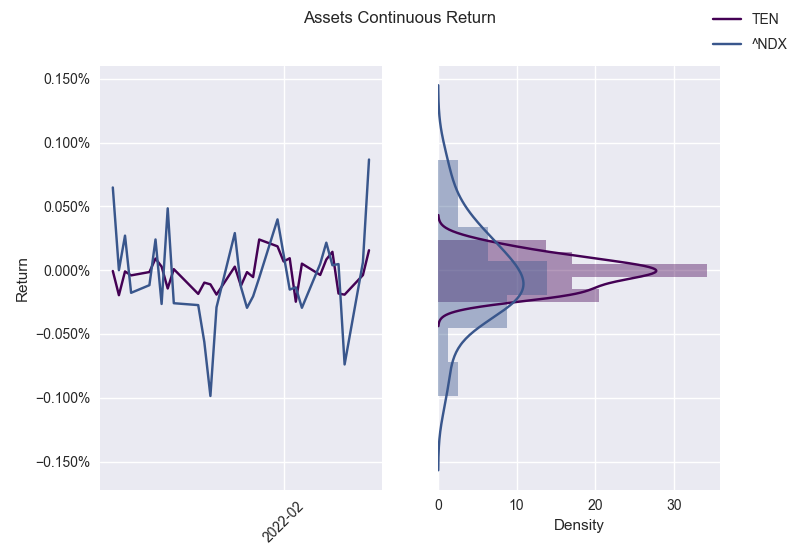 Assets Continuous Return
TEN
^NDX
0.150%
0.100%
0.050%
0.000%
−0.050%
−0.100%
−0.150%
Return
2022-02
0 10 20 30
Density